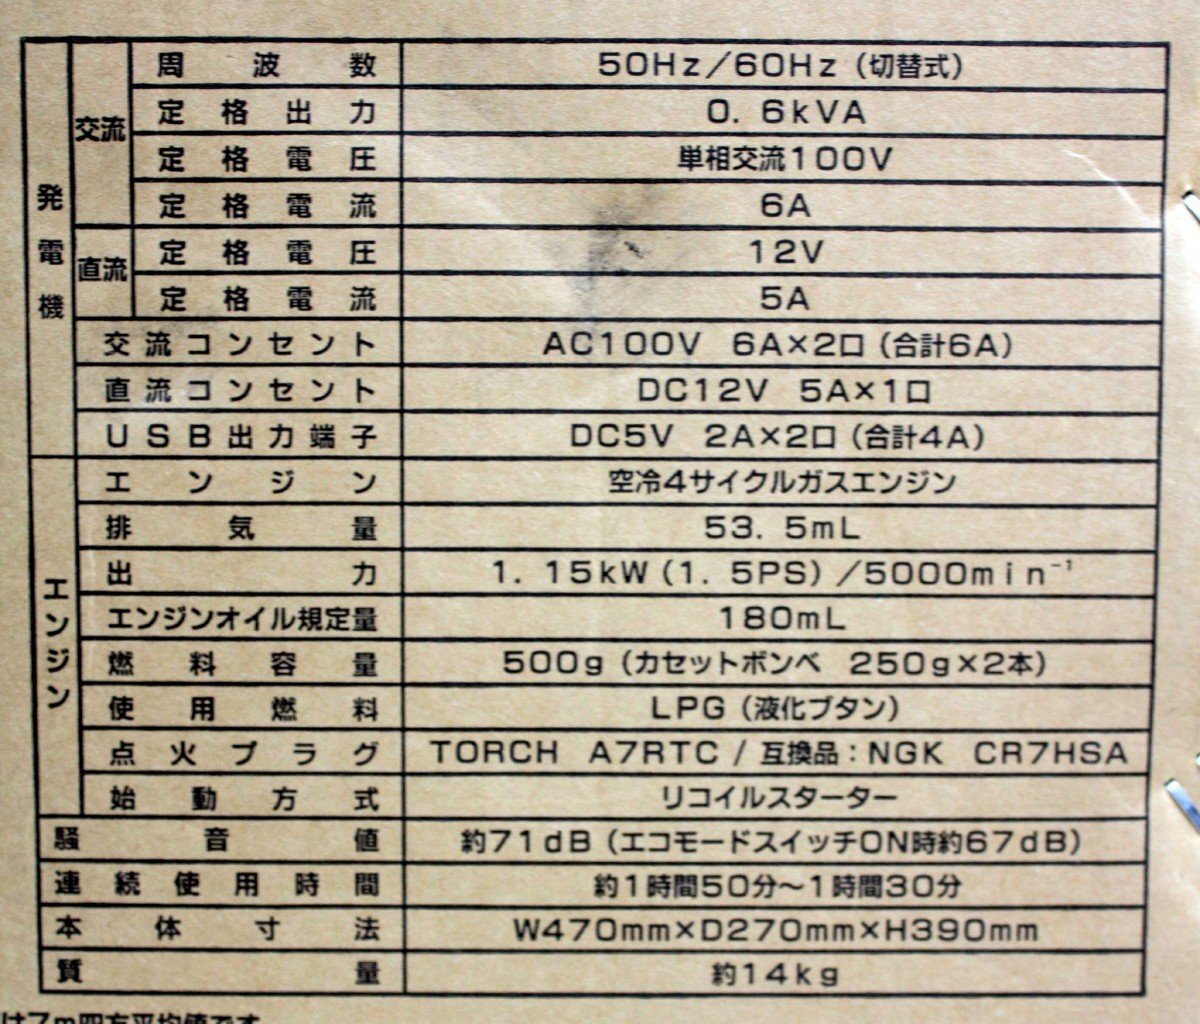 発電機
交流
周波数 50Hz/60Hz(切替式)
定格出力 0.6kVA
定格電圧 単相交流100V
定格電流 6A
直流
定格電圧 12V
定格電流 5A
交流コンセント AC100V 6A×2口(合計6A)
直流コンセント DC12V 5A×1口
USB出力端子 DC5V 2A×2口(合計4A)
エンジン
エンジン 空冷4サイクルガスエンジン
排気量 53.5mL
出力 1.15kW(1.5PS)/5000min⁻¹
エンジンオイル規定量 180mL
燃料容量 500g(カセットボンベ 250g×2本)
使用燃料 LPG(液化ブタン)
点火プラグ TORCH A7RTC/互換品:NGK CR7HSA
始動方式 リコイルスターター
騒音値 約71dB(エコモードスイッチON時約67dB)
連続使用時間 約1時間50分~1時間30分
本体寸法 W470mm×D270mm×H390mm
質量 約14kg
は7m四方平均値です